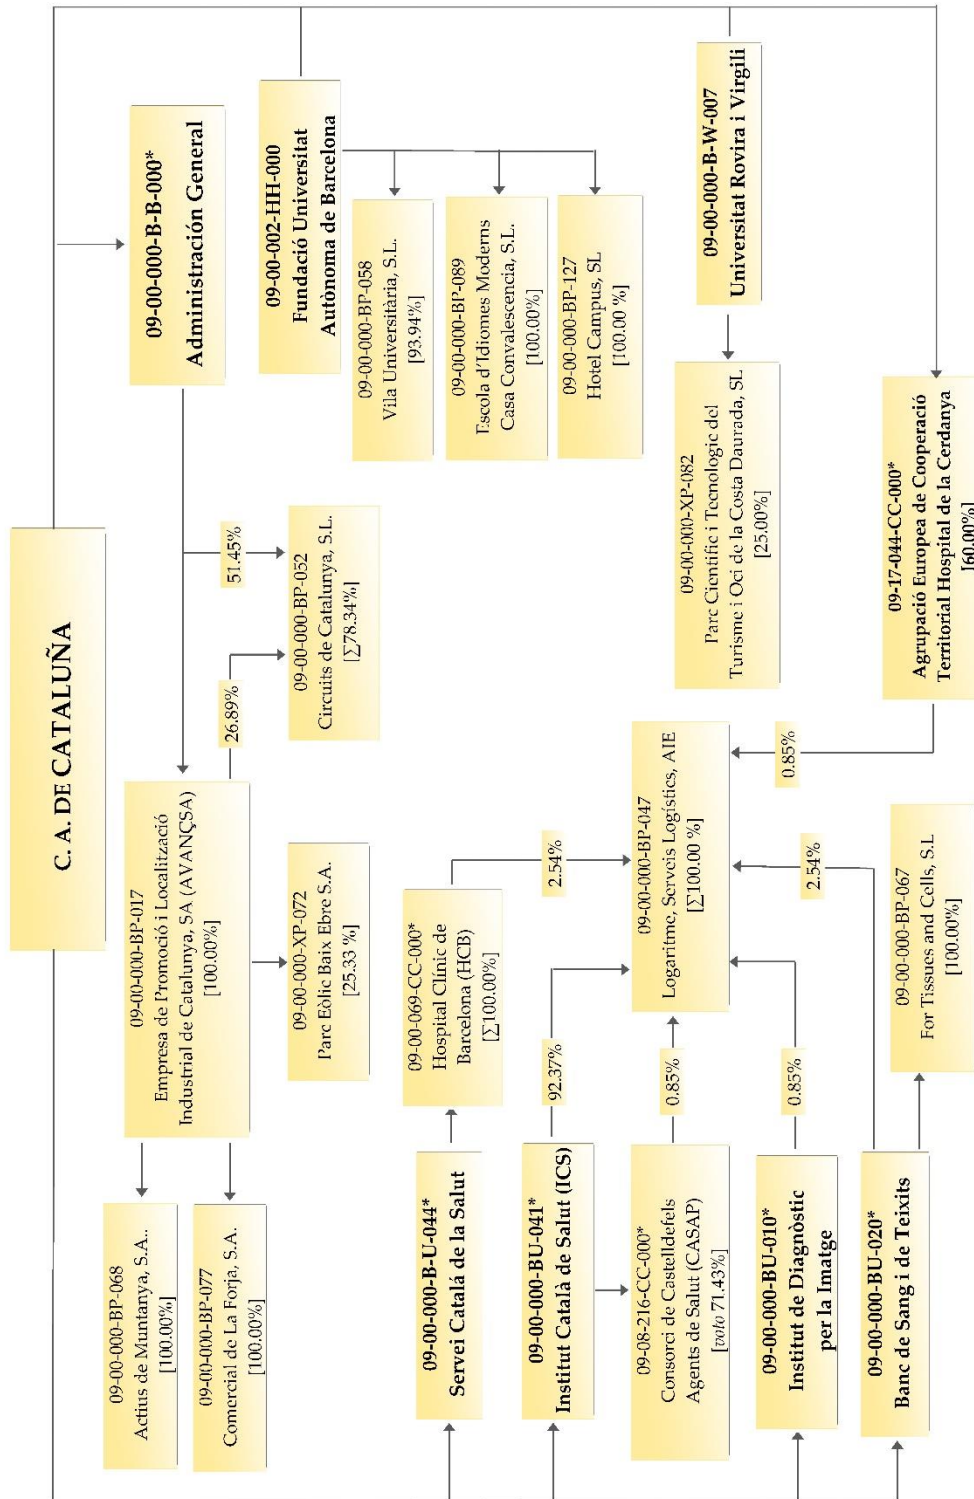 C. A. DE CATALUÑA
09-00-000-BP-068
Actius de Muntanya, S.A..
[100.00%]
09-00-000-BP-077
Comercial de La Forja, S.A.
[100.00%]
09-00-000-BP-017
Empresa de Promoció i Localització
Industrial de Catalunya, SA (AVANÇSA)
[100.00%]
09-00-000-B-B-000*
Administración General
26.89%
51.45%
09-00-000-XP-072
Parc Eòlic Baix Ebre S.A.
[25.33 %]
09-00-000-BP-052
Circuits de Catalunya, S.L.
[∑78.34%]
09-00-002-HH-000
Fundació Universitat
Autònoma de Barcelona
09-00-000-BP-058
Vila Universitària, S.L.
[93.94%]
09-00-000-BP-089
Escola d'Idiomes Moderns
Casa Convalescencia, S.L.
[100.00%]
09-00-000-BP-127
Hotel Campus, SL
[100.00 %]
09-00-000-B-U-044*
Servei Catalá de la Salut
09-00-069-CC-000*
Hospital Clínic de
Barcelona (HCB)
[∑100.00%]
2.54%
09-00-000-BU-041*
Institut Català de Salut (ICS)
92.37%
09-08-216-CC-000*
Consorci de Castelldefels
Agents de Salut (CASAP)
[voto 71.43%]
0.85%
09-00-000-BP-047
Logaritme, Serveis Logístics, AIE
[∑100.00 %]
09-00-000-XP-082
Parc Científic i Tecnologic del
Turisme i Oci de la Costa Daurada, SL
[25.00%]
09-00-000-B-W-007
Universitat Rovira i Virgili
09-00-000-BU-010*
Institut de Diagnòstic
per la Imatge
0.85%
2.54%
0.85%
09-00-000-BU-020*
Banc de Sang i de Teixits
09-00-000-BP-067
For Tissues and Cells, S.L
[100.00%]
09-17-044-CC-000*
Agrupació Europea de Cooperació
Territorial Hospital de la Cerdanya
[60.00%]